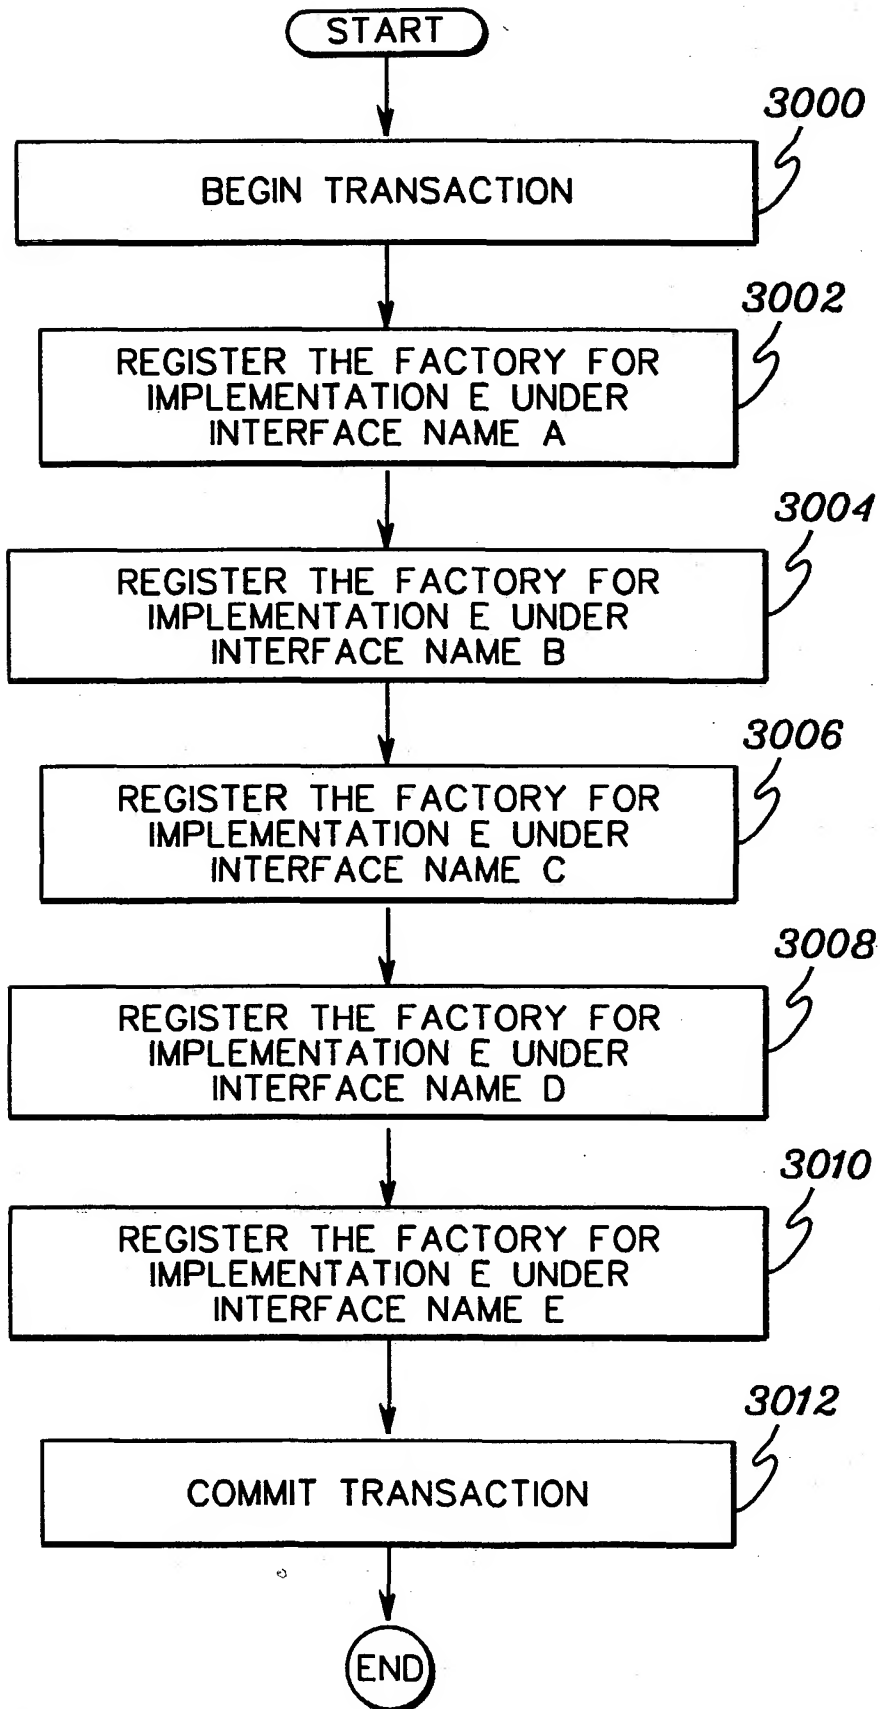 START
3000
BEGIN TRANSACTION
3002
REGISTER THE FACTORY FOR
IMPLEMENTATION E UNDER
INTERFACE NAME A
3004
REGISTER THE FACTORY FOR
IMPLEMENTATION E UNDER
INTERFACE NAME B
3006
REGISTER THE FACTORY FOR
IMPLEMENTATION E UNDER
INTERFACE NAME C
3008
REGISTER THE FACTORY FOR
IMPLEMENTATION E UNDER
INTERFACE NAME D
3010
REGISTER THE FACTORY FOR
IMPLEMENTATION E UNDER
INTERFACE NAME E
3012
COMMIT TRANSACTION
END